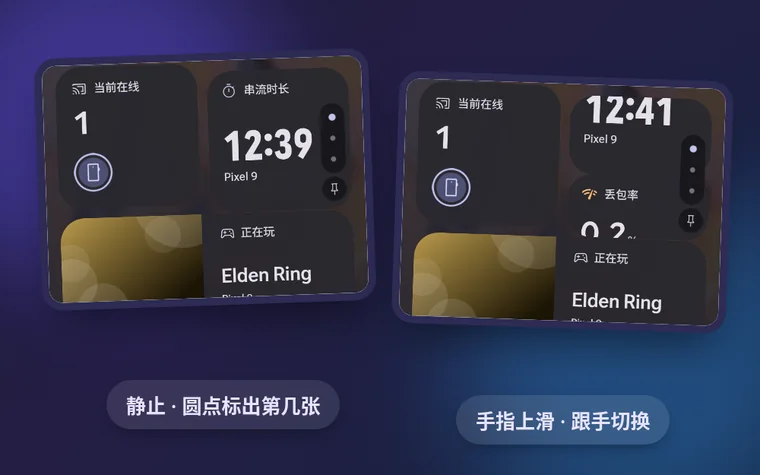 当前在线
1
串流时长
12:39
Pixel 9
正在玩
Elden Ring
当前在线
1
12:41
Pixel 9
丢包率
0.2%
正在玩
Elden Ring
静止 · 圆点标出第几张
手指上滑 · 跟手切换